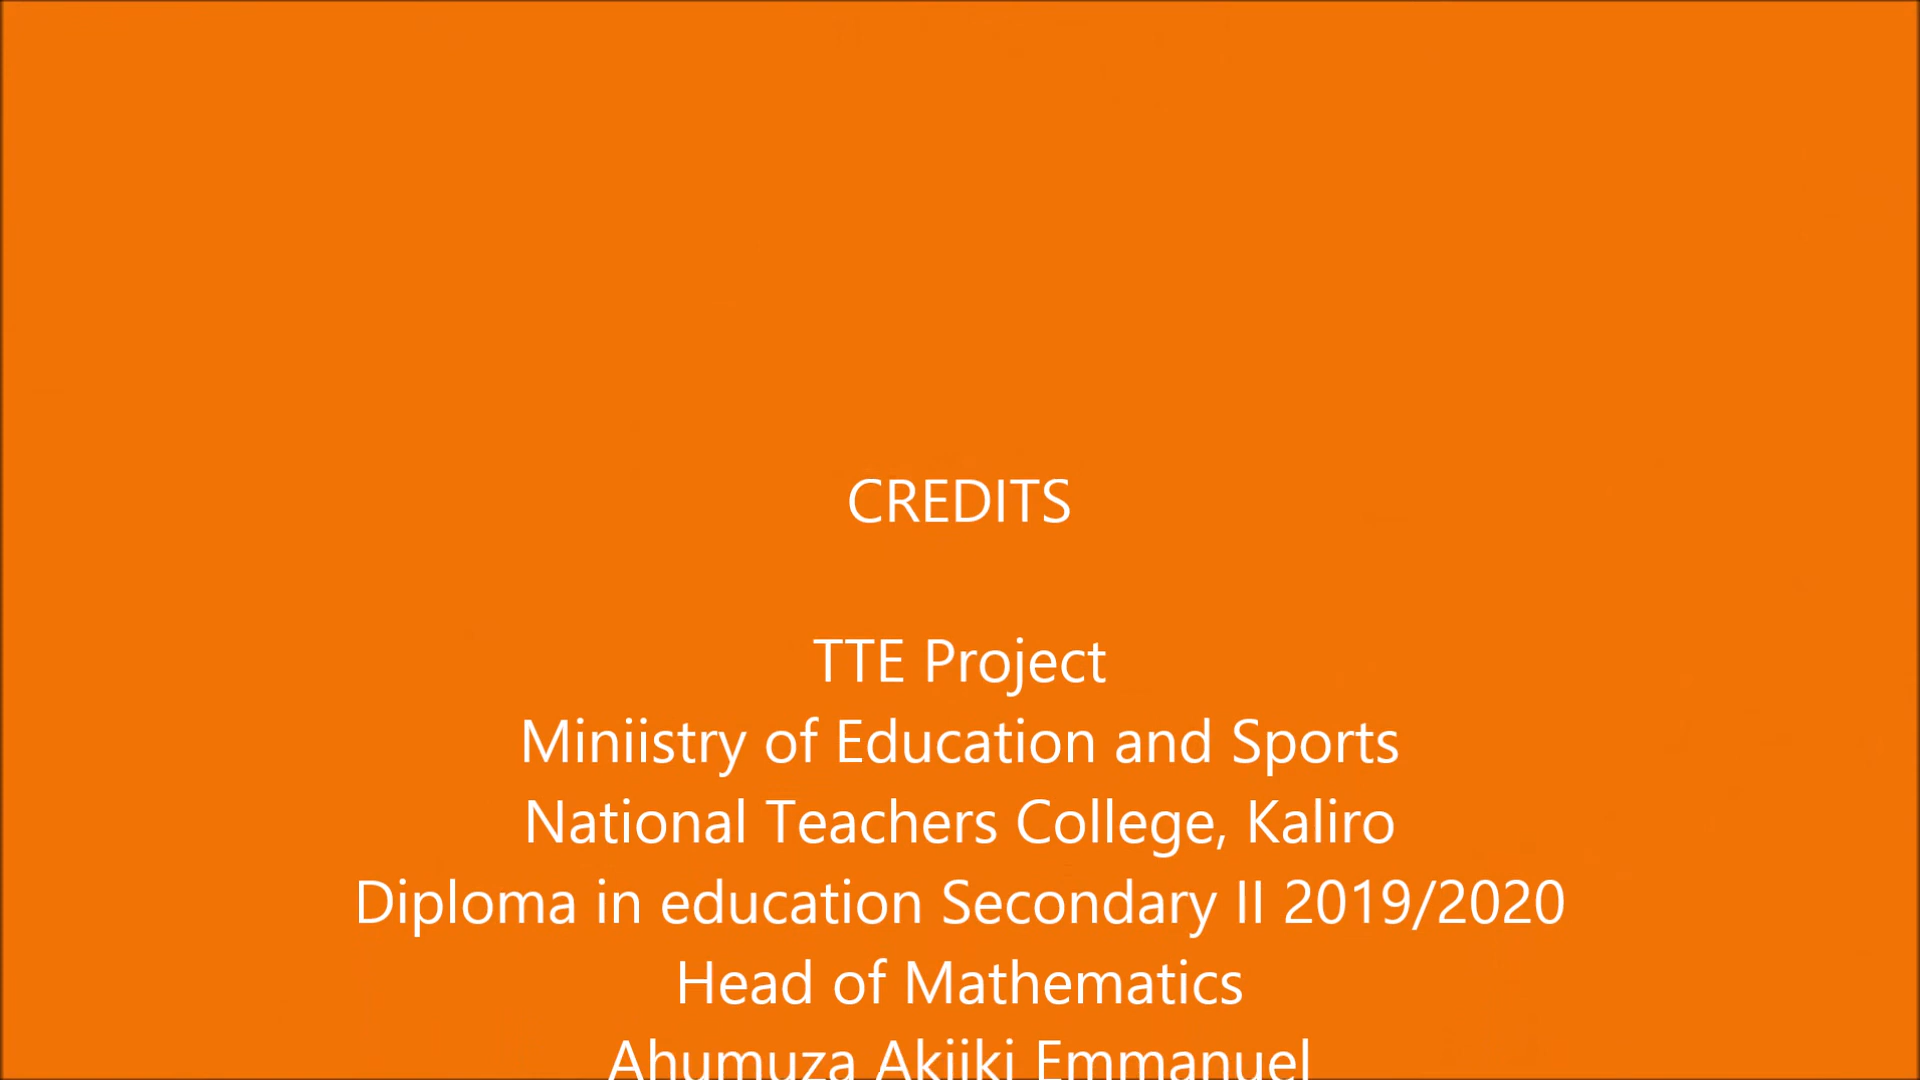 CREDITS
TTE Project
Miniistry of Education and Sports
National Teachers College, Kaliro
Diploma in education Secondary II 2019/2020
Head of Mathematics
Ahumuza Akiiki Emmanuel